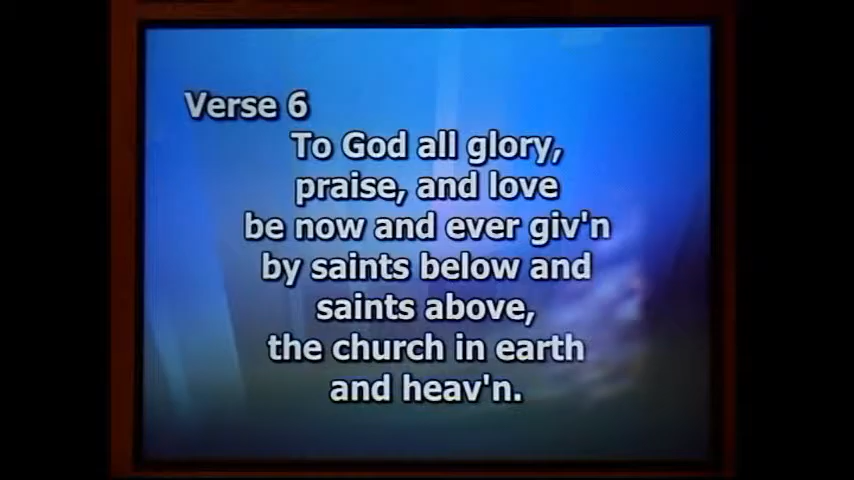 Verse 6
To God all glory,
praise, and love
be now and ever giv'n
by saints below and
saints above,
the church in earth
and heav'n.